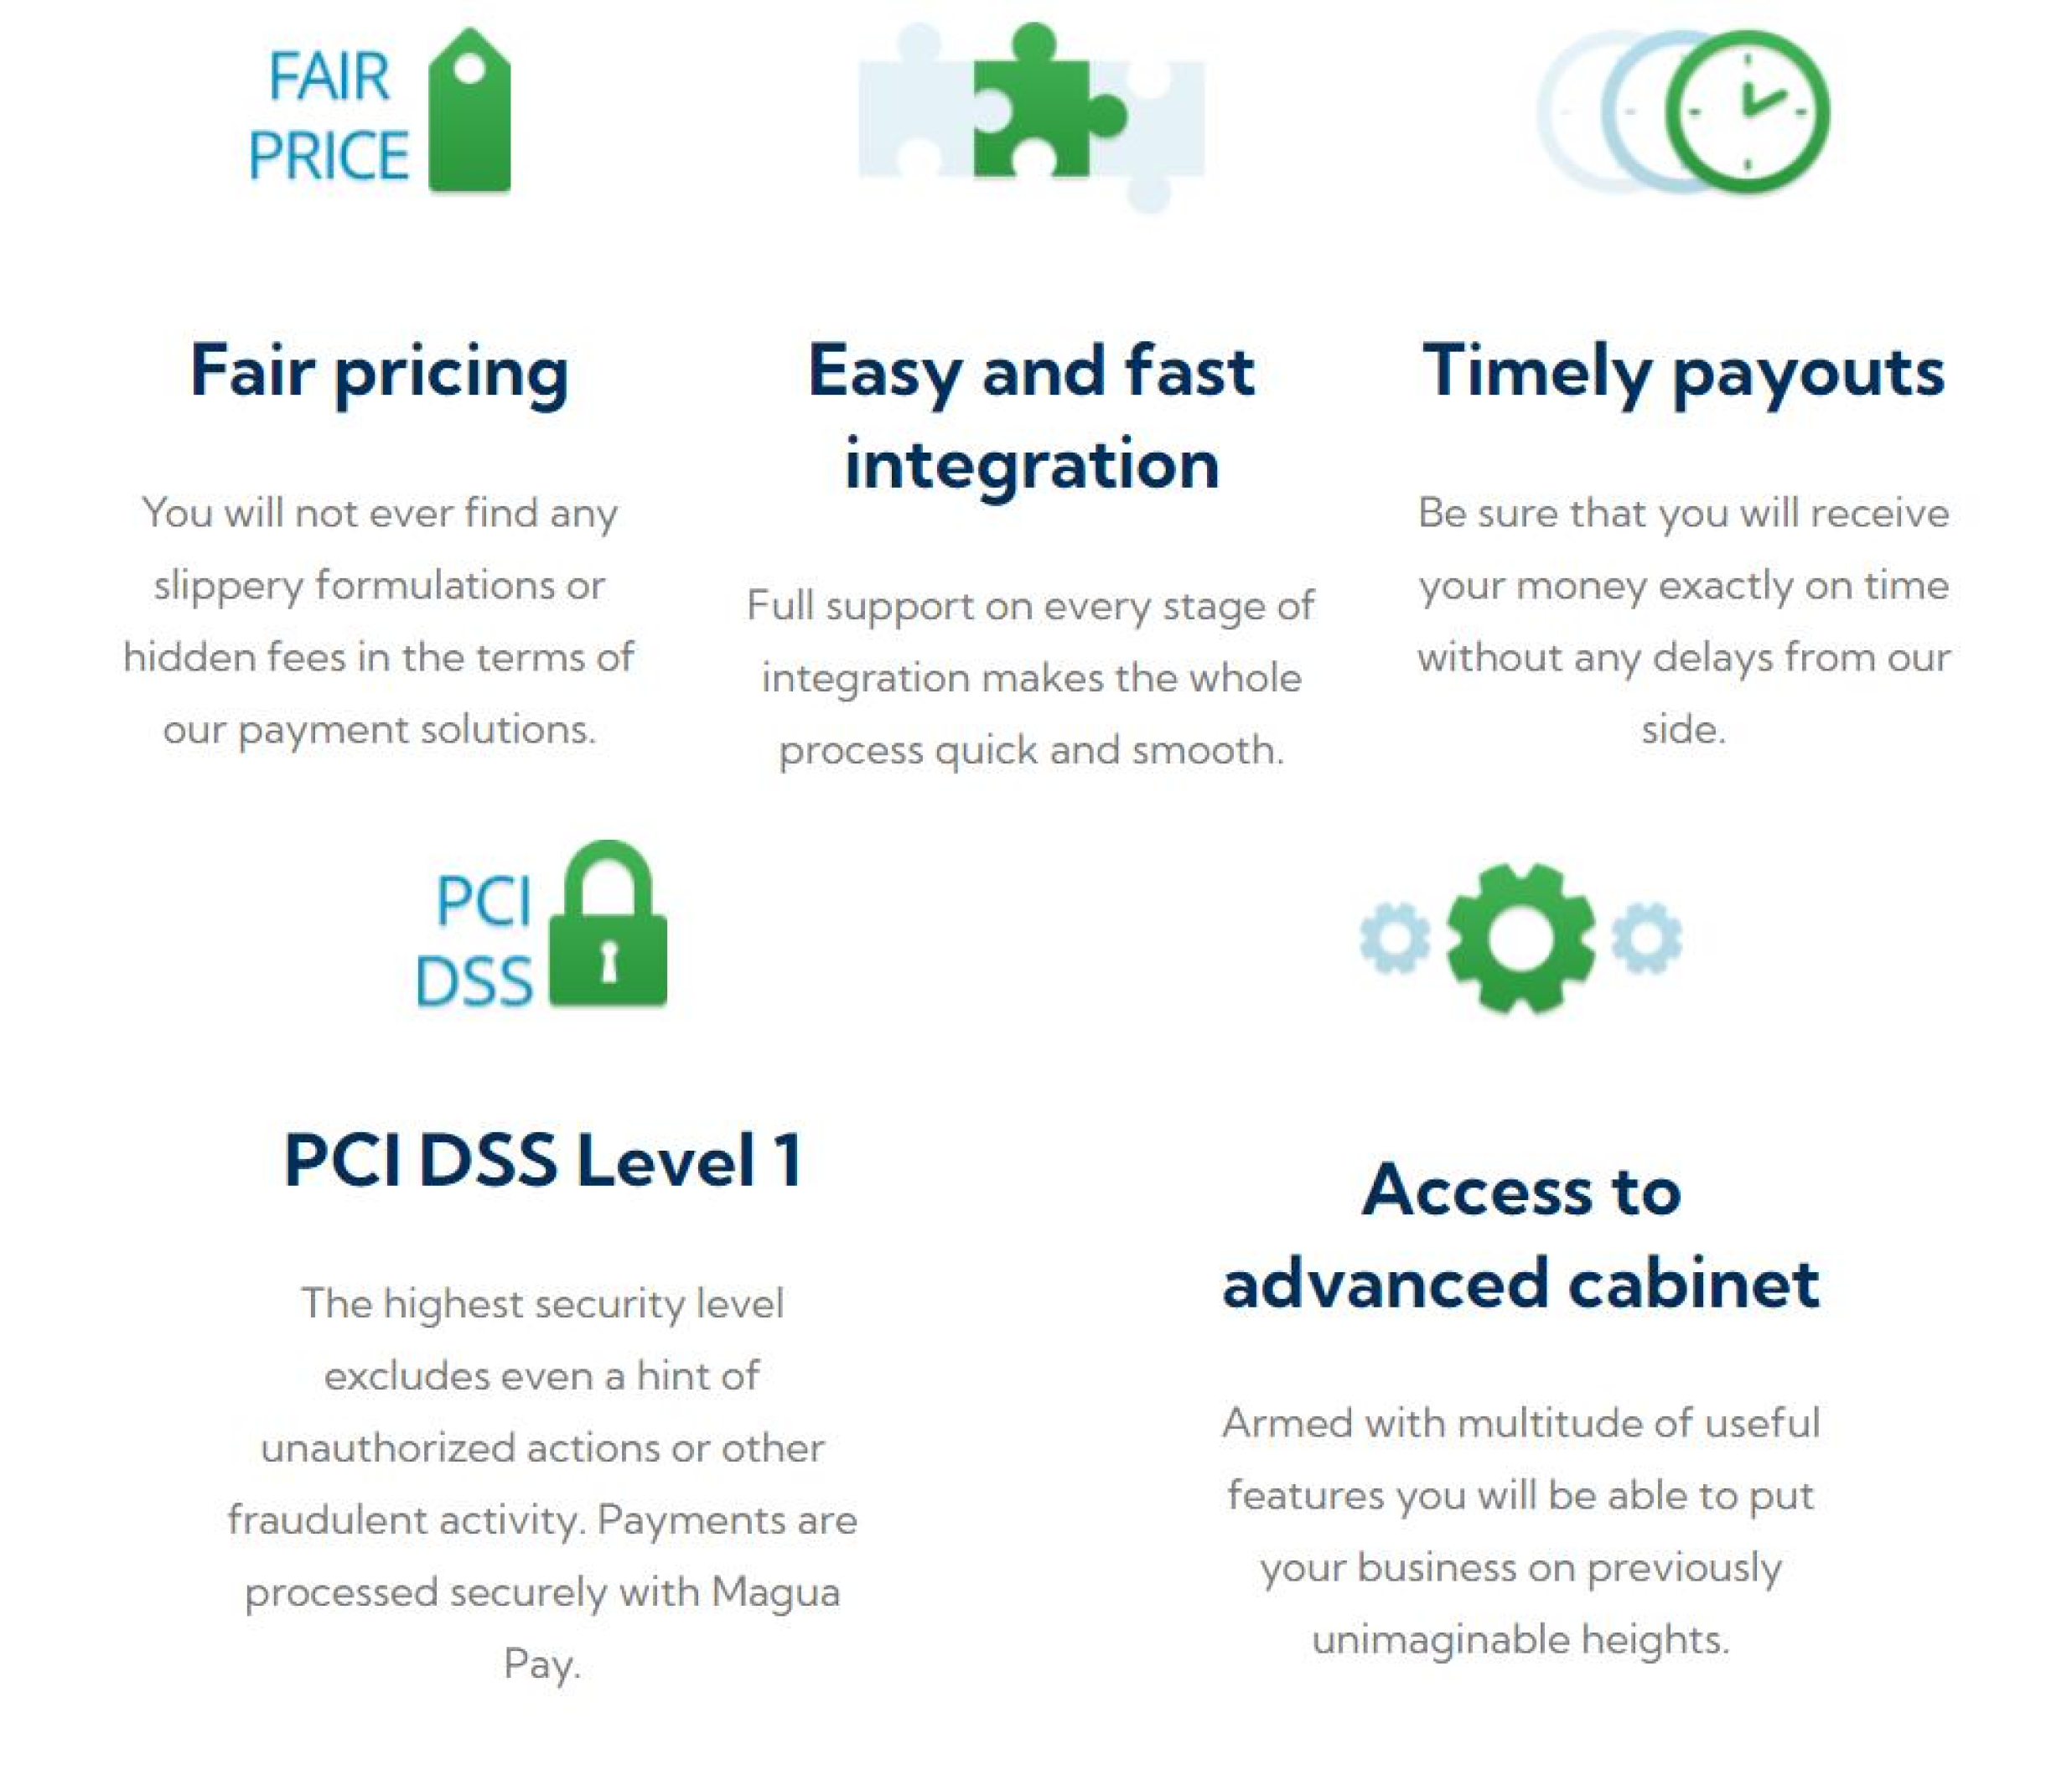 FAIR
PRICE
Fair pricing
You will not ever find any
slippery formulations or
hidden fees in the terms of
our payment solutions.
Easy and fast
integration
Full support on every stage of
integration makes the whole
process quick and smooth.
Timely payouts
Be sure that you will receive
your money exactly on time
without any delays from our
side.
PCI
DSS
PCI DSS Level 1
The highest security level
excludes even a hint of
unauthorized actions or other
fraudulent activity. Payments are
processed securely with Magua
Pay.
Access to
advanced cabinet
Armed with multitude of useful
features you will be able to put
your business on previously
unimaginable heights.